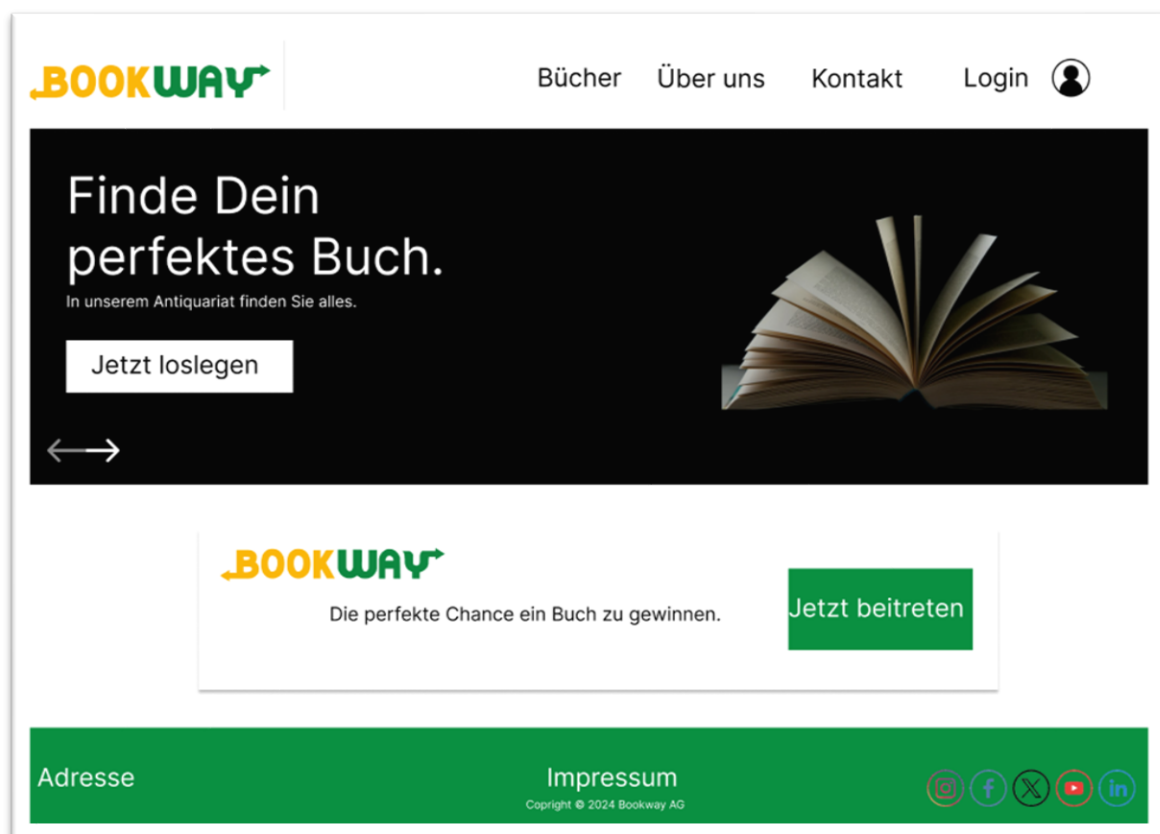 BOOKWAY
Bücher Über uns Kontakt Login
Finde Dein
perfektes Buch.
In unserem Antiquariat finden Sie alles.
Jetzt loslegen
BOOKWAY
Die perfekte Chance ein Buch zu gewinnen.
Jetzt beitreten
Adresse
Impressum
Copright © 2024 Bookway AG